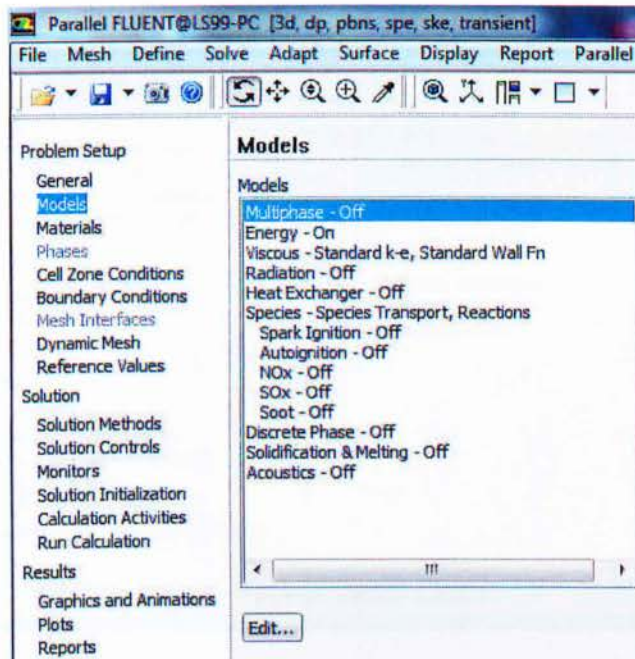 Parallel FLUENT@LS99-PC [3d, dp, pbns, spe, ske, transient]
File Mesh Define Solve Adapt Surface Display Report Parallel
Problem Setup
General
Models
Materials
Phases
Cell Zone Conditions
Boundary Conditions
Mesh Interfaces
Dynamic Mesh
Reference Values
Solution
Solution Methods
Solution Controls
Monitors
Solution Initialization
Calculation Activities
Run Calculation
Results
Graphics and Animations
Plots
Reports
Models
Models
Multiphase - Off
Energy - On
Viscous - Standard k-e, Standard Wall Fn
Radiation - Off
Heat Exchanger - Off
Species - Species Transport, Reactions
Spark Ignition - Off
Autoignition - Off
NOx - Off
SOx - Off
Soot - Off
Discrete Phase - Off
Solidification & Melting - Off
Acoustics - Off
Edit...